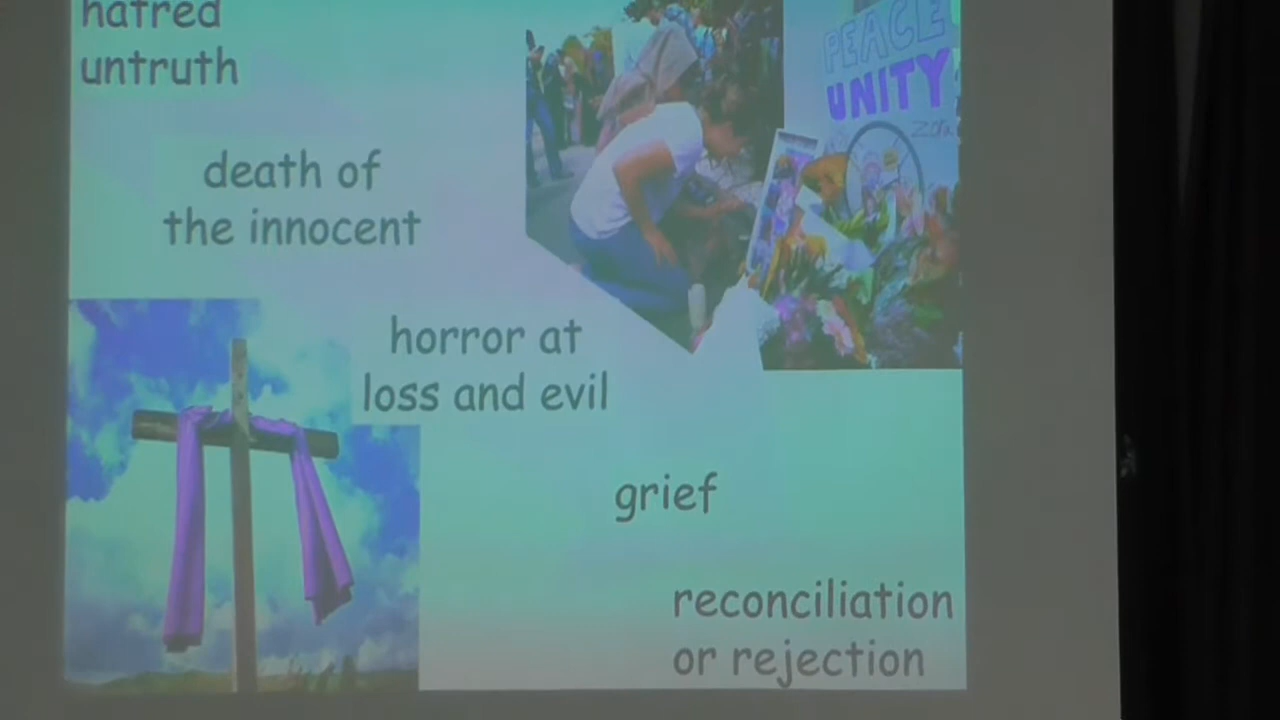 hatred
untruth
PEACE
UNITY
death of
the innocent
horror at
loss and evil
grief
reconciliation
or rejection